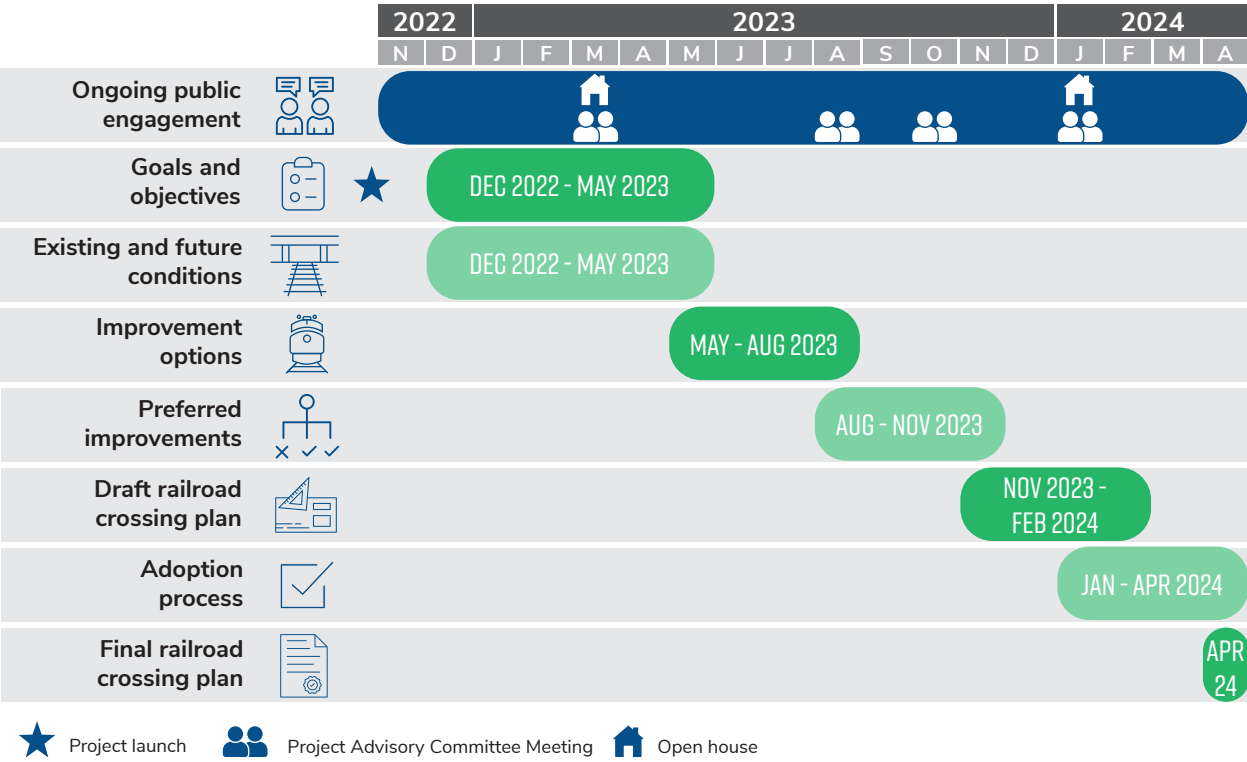 2022 2023 2024
N D J F M A M J J A S O N D J F M A
Ongoing public
engagement
Goals and
objectives
DEC 2022 - MAY 2023
Existing and future
conditions
DEC 2022 - MAY 2023
Improvement
options
MAY - AUG 2023
Preferred
improvements
AUG - NOV 2023
Draft railroad
crossing plan
NOV 2023 -
FEB 2024
Adoption
process
JAN - APR 2024
Final railroad
crossing plan
APR
24
Project launch Project Advisory Committee Meeting Open house